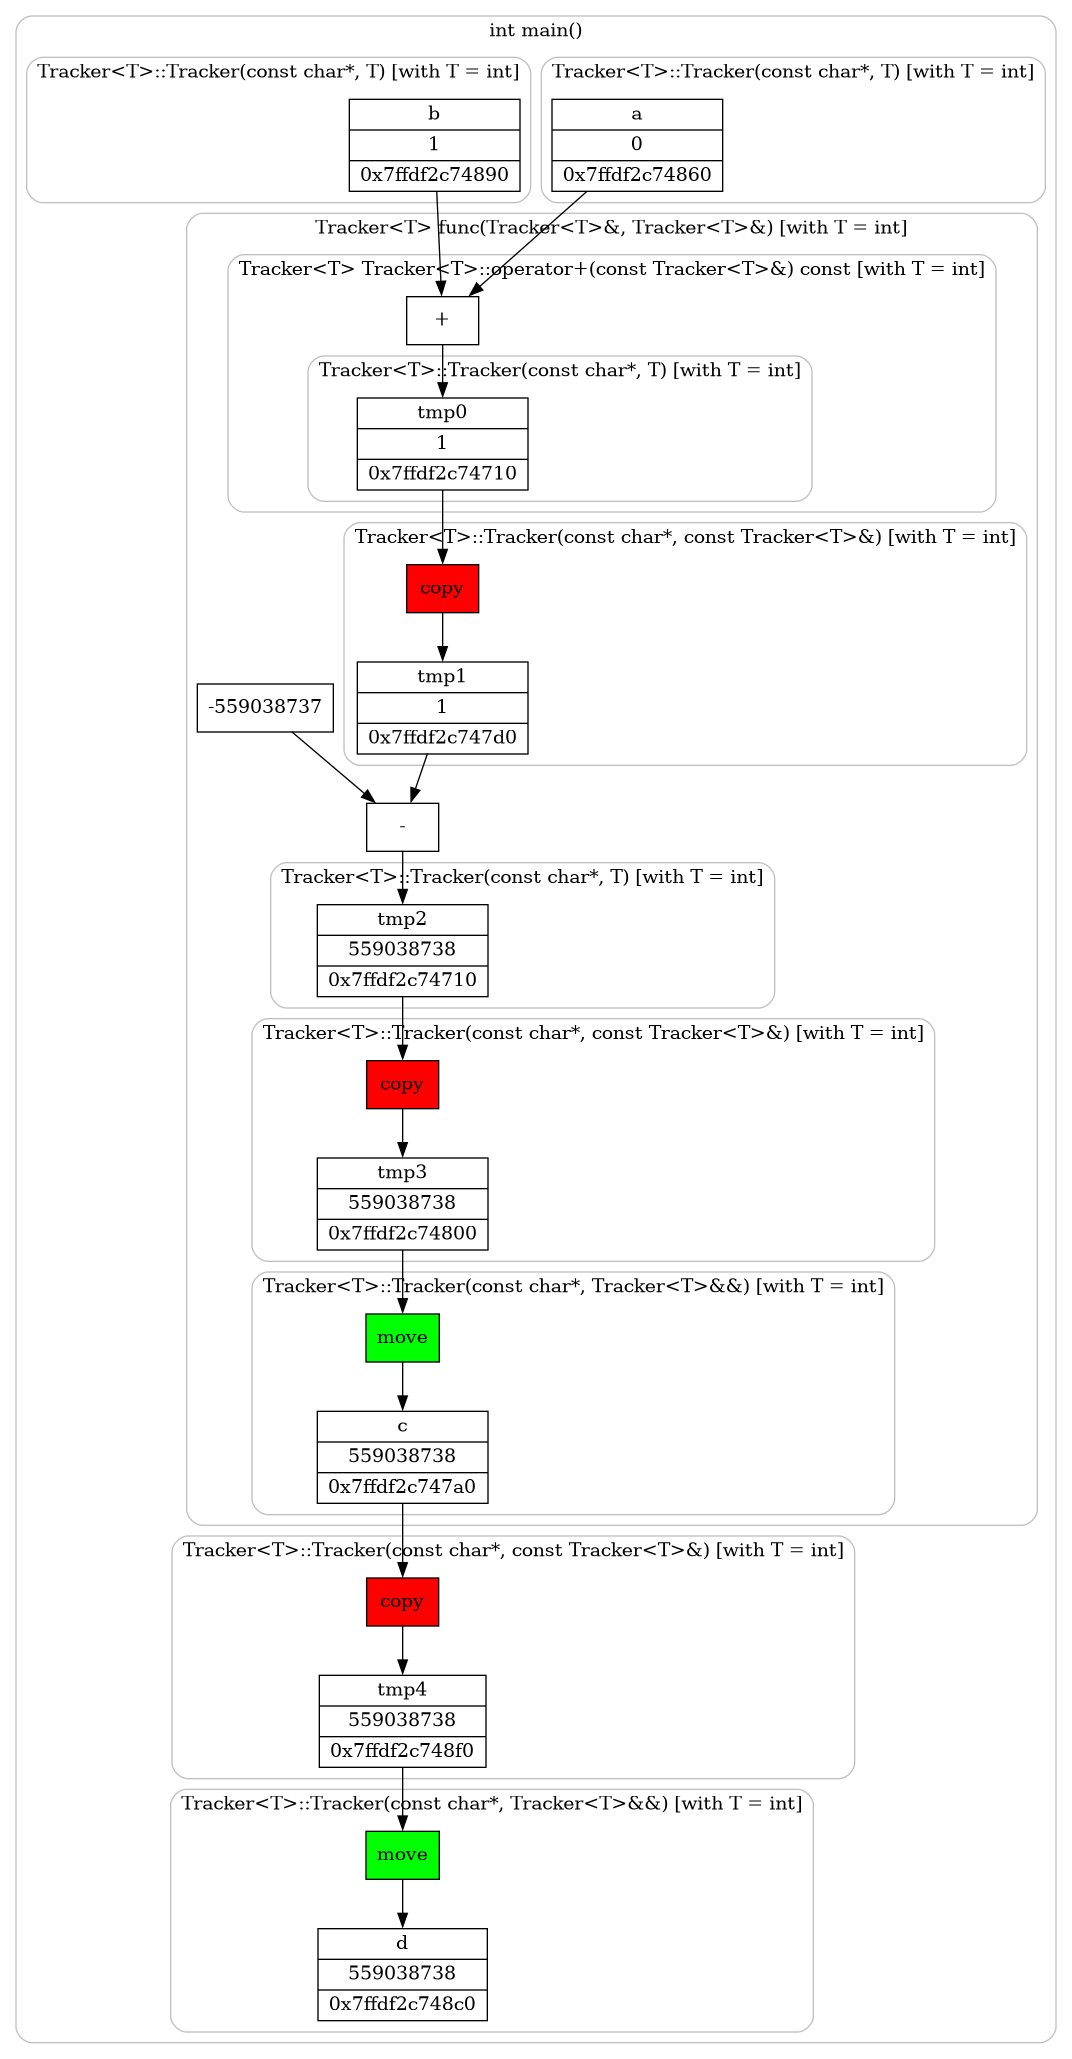 int main()
Tracker<T>::Tracker(const char*, T) [with T = int]
b
1
0x7ffdf2c74890
Tracker<T>::Tracker(const char*, T) [with T = int]
a
0
0x7ffdf2c74860
Tracker<T> func(Tracker<T>&, Tracker<T>&) [with T = int]
Tracker<T> Tracker<T>::operator+(const Tracker<T>&) const [with T = int]
+
Tracker<T>::Tracker(const char*, T) [with T = int]
tmp0
1
0x7ffdf2c74710
Tracker<T>::Tracker(const char*, const Tracker<T>&) [with T = int]
copy
tmp1
1
0x7ffdf2c747d0
-559038737
-
Tracker<T>::Tracker(const char*, T) [with T = int]
tmp2
559038738
0x7ffdf2c74710
Tracker<T>::Tracker(const char*, const Tracker<T>&) [with T = int]
copy
tmp3
559038738
0x7ffdf2c74800
Tracker<T>::Tracker(const char*, Tracker<T>&&) [with T = int]
move
c
559038738
0x7ffdf2c747a0
Tracker<T>::Tracker(const char*, const Tracker<T>&) [with T = int]
copy
tmp4
559038738
0x7ffdf2c748f0
Tracker<T>::Tracker(const char*, Tracker<T>&&) [with T = int]
move
d
559038738
0x7ffdf2c748c0